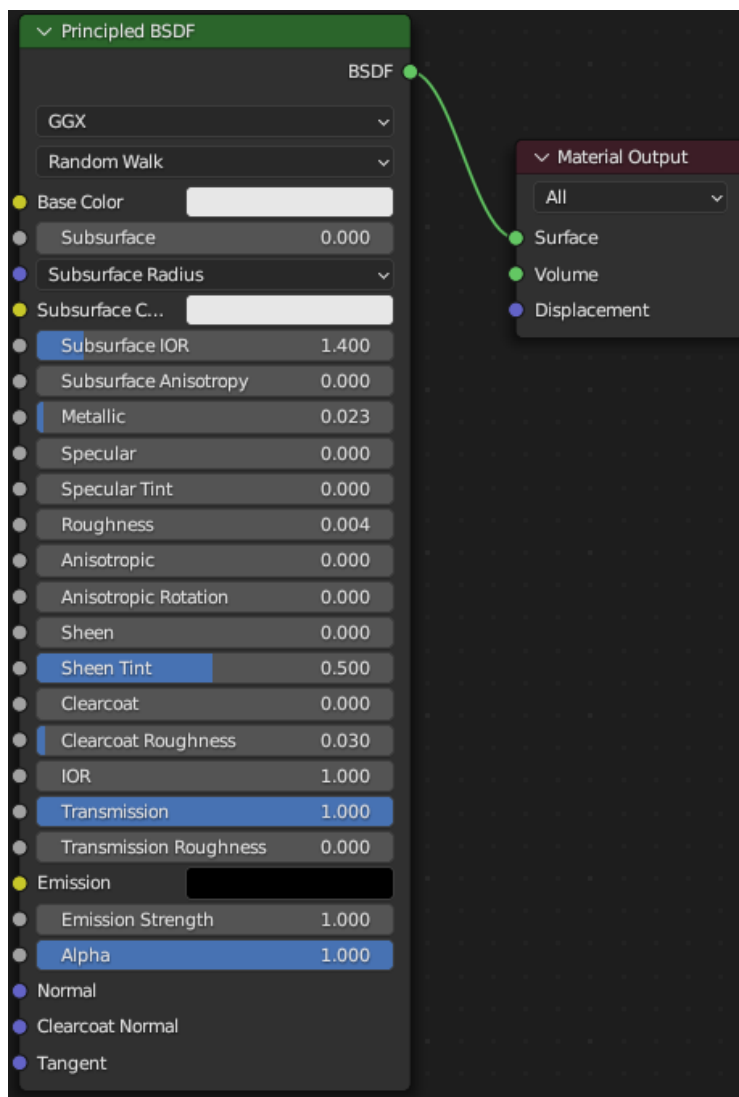 Principled BSDF
BSDF
GGX
Random Walk
Base Color
Subsurface 0.000
Subsurface Radius
Subsurface C...
Subsurface IOR 1.400
Subsurface Anisotropy 0.000
Metallic 0.023
Specular 0.000
Specular Tint 0.000
Roughness 0.004
Anisotropic 0.000
Anisotropic Rotation 0.000
Sheen 0.000
Sheen Tint 0.500
Clearcoat 0.000
Clearcoat Roughness 0.030
IOR 1.000
Transmission 1.000
Transmission Roughness 0.000
Emission
Emission Strength 1.000
Alpha 1.000
Normal
Clearcoat Normal
Tangent
Material Output
All
Surface
Volume
Displacement